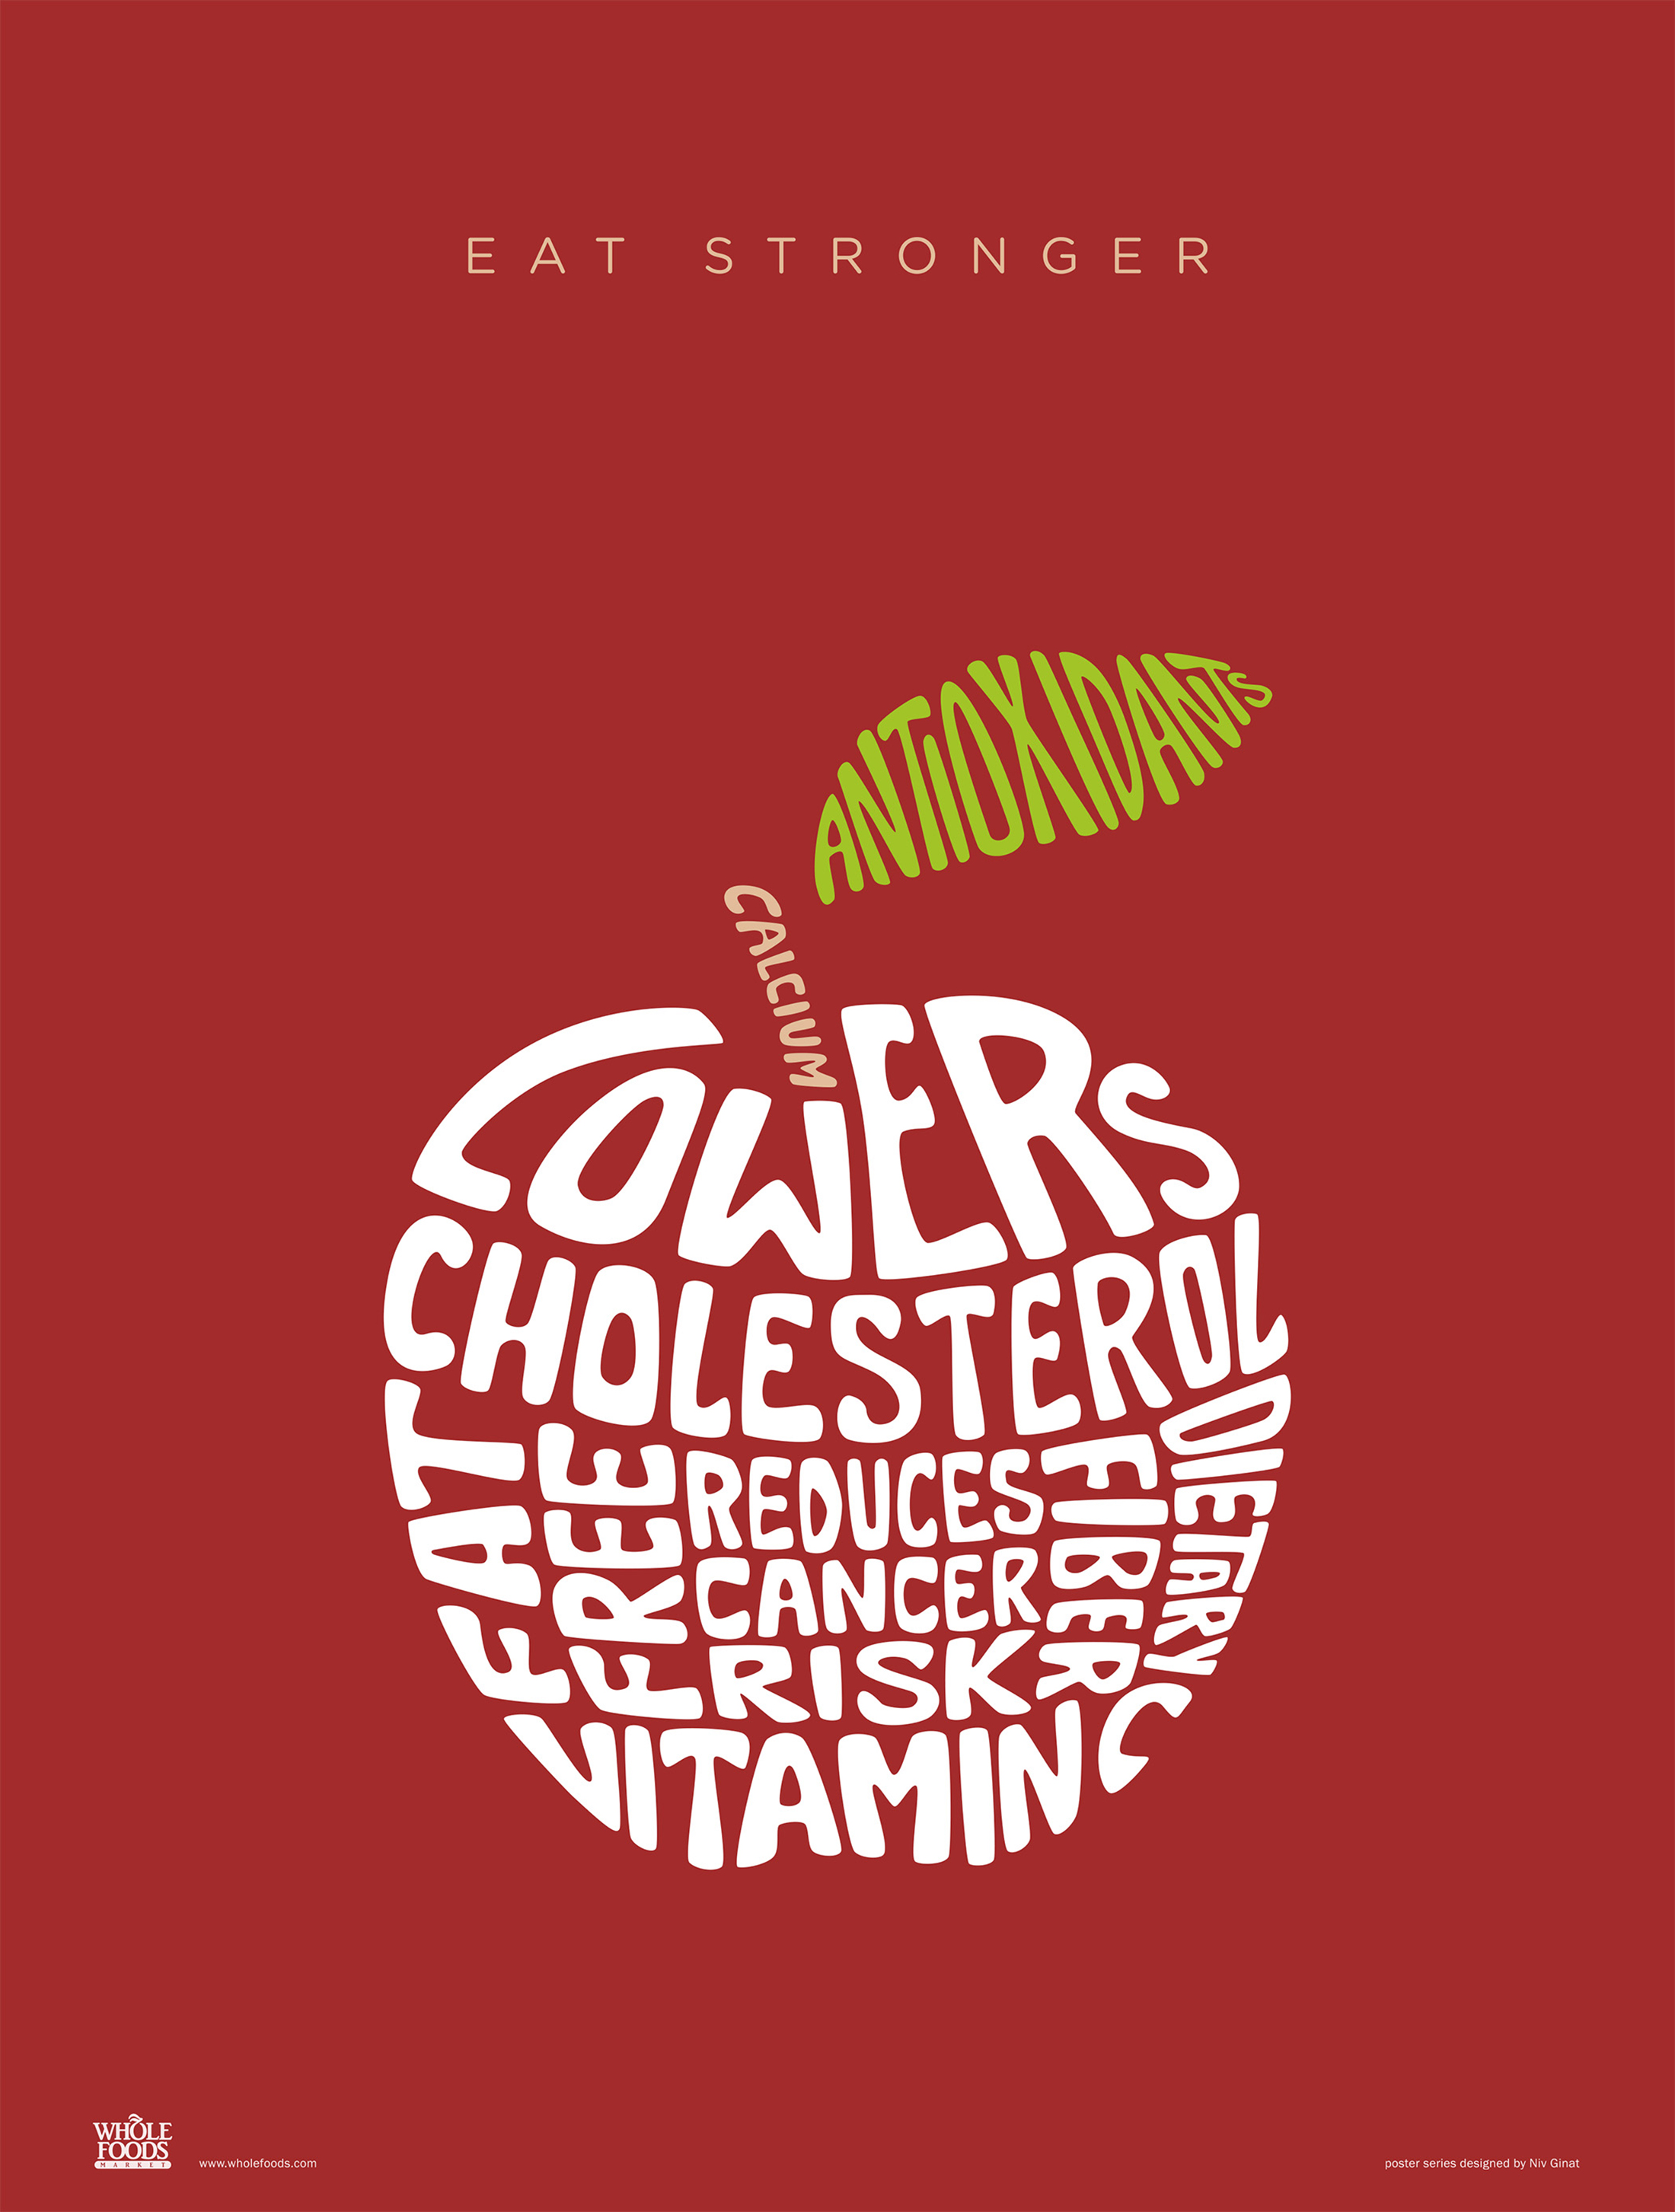 EAT STRONGER
ANTIOXIDANTS
CALCIUM
LOWERS
CHOLESTEROL
FAT
FREE
REDUCES
CANCER
RISK
FIBER
DIETARY
VITAMIN C
WHOLE
FOODS
MARKET
www.wholefoods.com
poster series designed by Niv Ginat